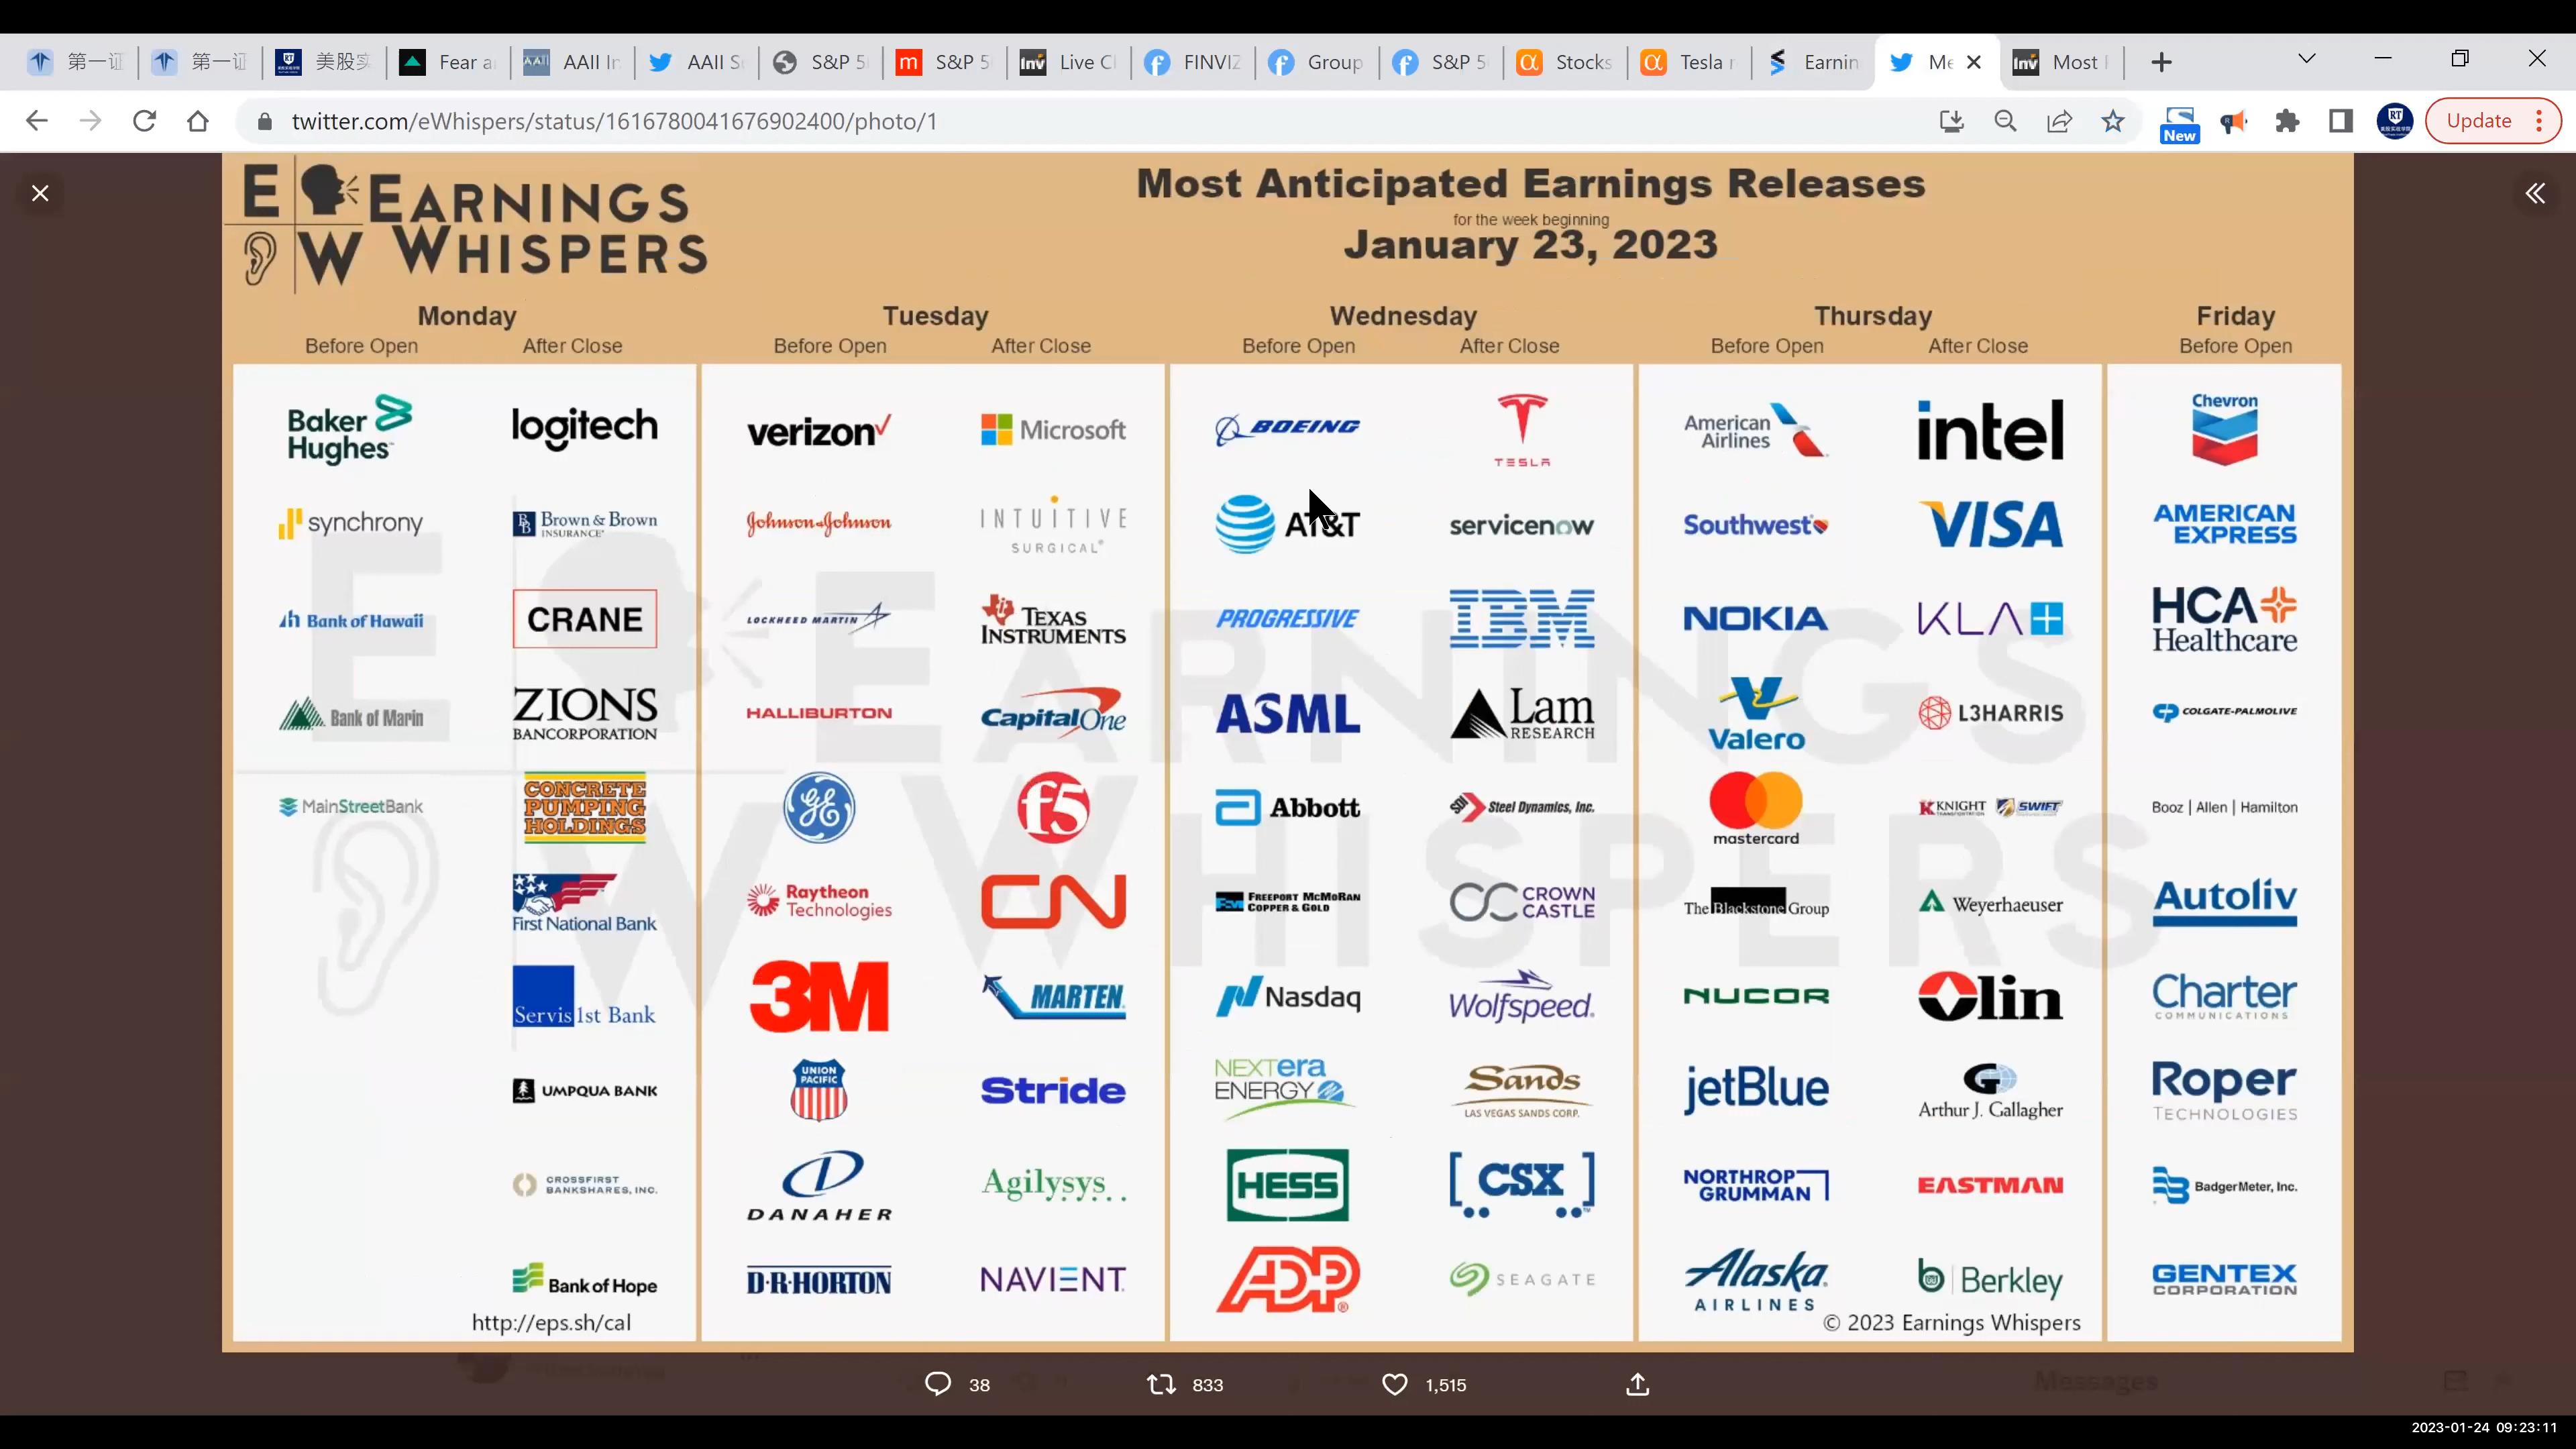 第一证
第一证
美股实
Fear a
AAII In
AAII S
S&P 5
S&P 5
Live C
FINVIZ
Group
S&P 5
Stocks
Tesla r
Earnin
Me
Most
twitter.com/eWhispers/status/1616780041676902400/photo/1
New
Update
EARNINGS WHISPERS
Most Anticipated Earnings Releases
for the week beginning
January 23, 2023
Monday Tuesday Wednesday Thursday Friday
Before Open After Close Before Open After Close Before Open After Close Before Open After Close Before Open
Baker Hughes logitech verizon Microsoft BOEING TESLA American Airlines intel Chevron
synchrony Brown & Brown INSURANCE Johnson&Johnson INTUITIVE SURGICAL® AT&T servicenow Southwest VISA AMERICAN EXPRESS
Bank of Hawaii CRANE LOCKHEED MARTIN TEXAS INSTRUMENTS PROGRESSIVE IBM NOKIA KLA HCA Healthcare
Bank of Marin ZIONS BANCORPORATION HALLIBURTON CapitalOne ASML Lam RESEARCH Valero L3HARRIS COLGATE-PALMOLIVE
MainStreetBank CONCRETE PUMPING HOLDINGS GE f5 Abbott Steel Dynamics, Inc. mastercard KNIGHT TRANSPORTATION SWIFT Booz | Allen | Hamilton
First National Bank Raytheon Technologies CN FCX FREEPORT McMoRAN COPPER & GOLD CROWN CASTLE The Blackstone Group Weyerhaeuser Autoliv
Servis1st Bank 3M MARTEN Nasdaq Wolfspeed NUCOR Olin Charter COMMUNICATIONS
UMPQUA BANK UNION PACIFIC Stride NEXTera ENERGY Sands LAS VEGAS SANDS CORP. jetBlue Arthur J. Gallagher Roper TECHNOLOGIES
CROSSFIRST BANKSHARES, INC. DANAHER Agilysys HESS CSX NORTHROP GRUMMAN EASTMAN BadgerMeter, Inc.
Bank of Hope D·R·HORTON NAVIENT ADP SEAGATE Alaska AIRLINES Berkley GENTEX CORPORATION
http://eps.sh/cal © 2023 Earnings Whispers
38 833 1,515
Messages
2023-01-24 09:23:11